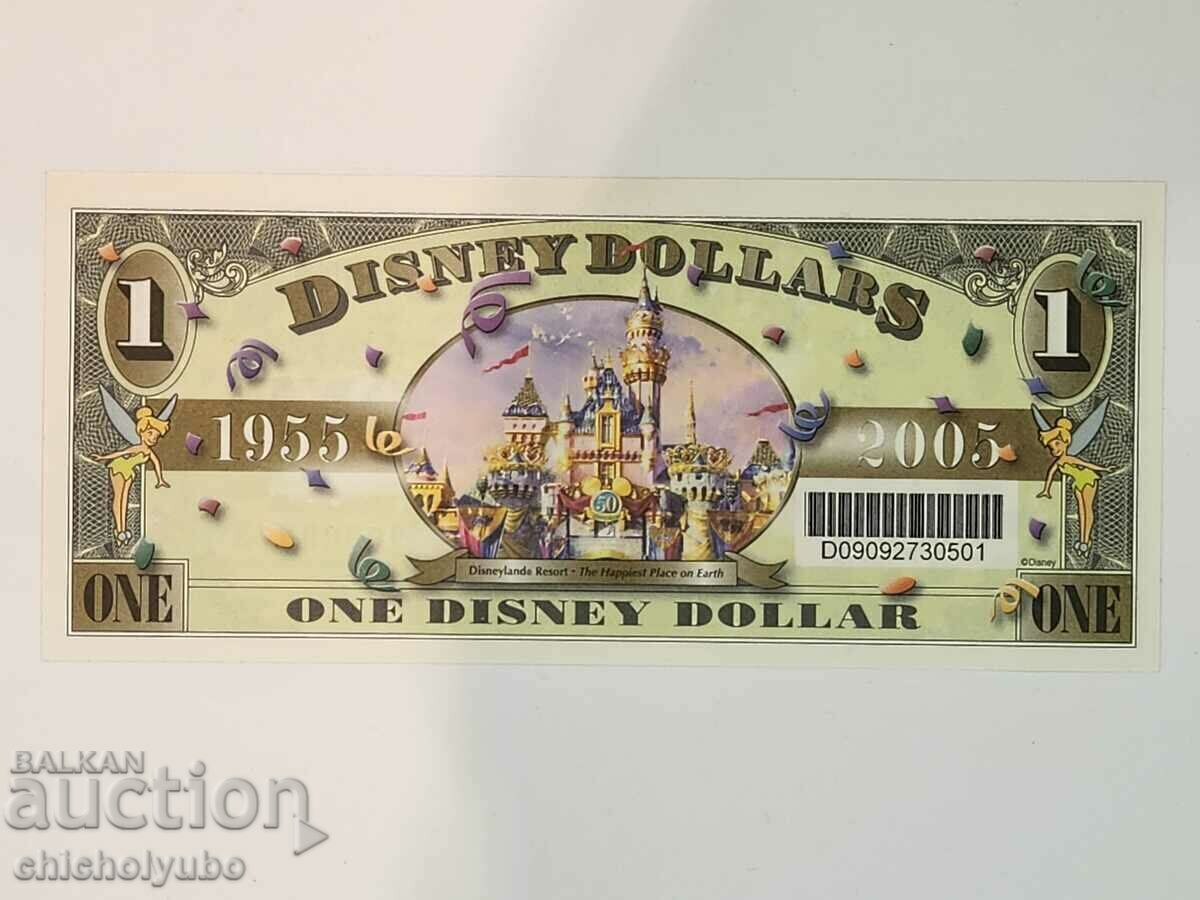 DISNEY DOLLARS
1 1
1955 2005
50
D09092730501
Disneyland® Resort • The Happiest Place on Earth
©Disney
ONE ONE DISNEY DOLLAR ONE
BALKAN
auction
chicholyubo